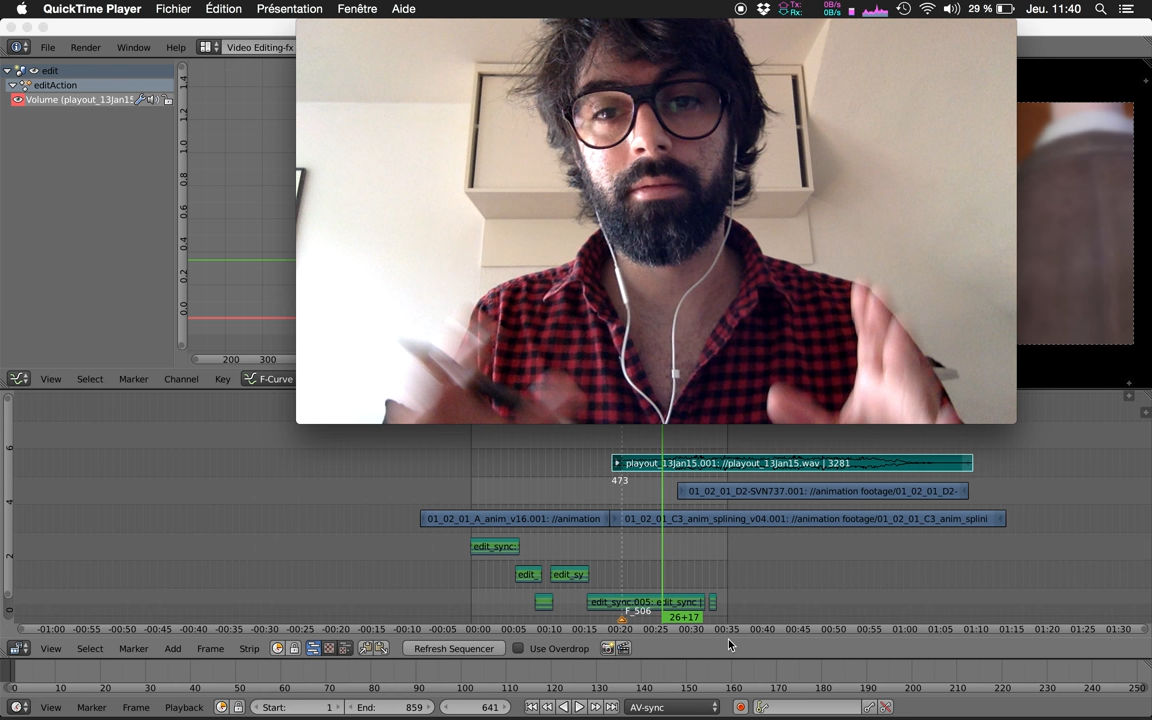 QuickTime Player Fichier Édition Présentation Fenêtre Aide Tx: Rx: 0B/s 0B/s 29 % Jeu. 11:40
File Render Window Help Video Editing-fx
edit
editAction
Volume (playout_13Jan15
1.4
1.2
1.0
0.8
0.6
0.4
0.2
0.0
200 300
View Select Marker Channel Key F-Curve
6
playout_13Jan15.001: //playout_13Jan15.wav | 3281
473
01_02_01_D2-SVN737.001: //animation footage/01_02_01_D2-
4
01_02_01_A_anim_v16.001: //animation 01_02_01_C3_anim_splining_v04.001: //animation footage/01_02_01_C3_anim_splini
2
edit_sync:
edit_ edit_sy
edit_sync.005: edit_sync |
0
F_506
26+17
-01:00 -00:55 -00:50 -00:45 -00:40 -00:35 -00:30 -00:25 -00:20 -00:15 -00:10 -00:05 00:00 00:05 00:10 00:15 00:20 00:25 00:30 00:35 00:40 00:45 00:50 00:55 01:00 01:05 01:10 01:15 01:20 01:25 01:30
View Select Marker Add Frame Strip Refresh Sequencer Use Overdrop
0 10 20 30 40 50 60 70 80 90 100 110 120 130 140 150 160 170 180 190 200 210 220 230 240 250
View Marker Frame Playback Start: 1 End: 859 641 AV-sync